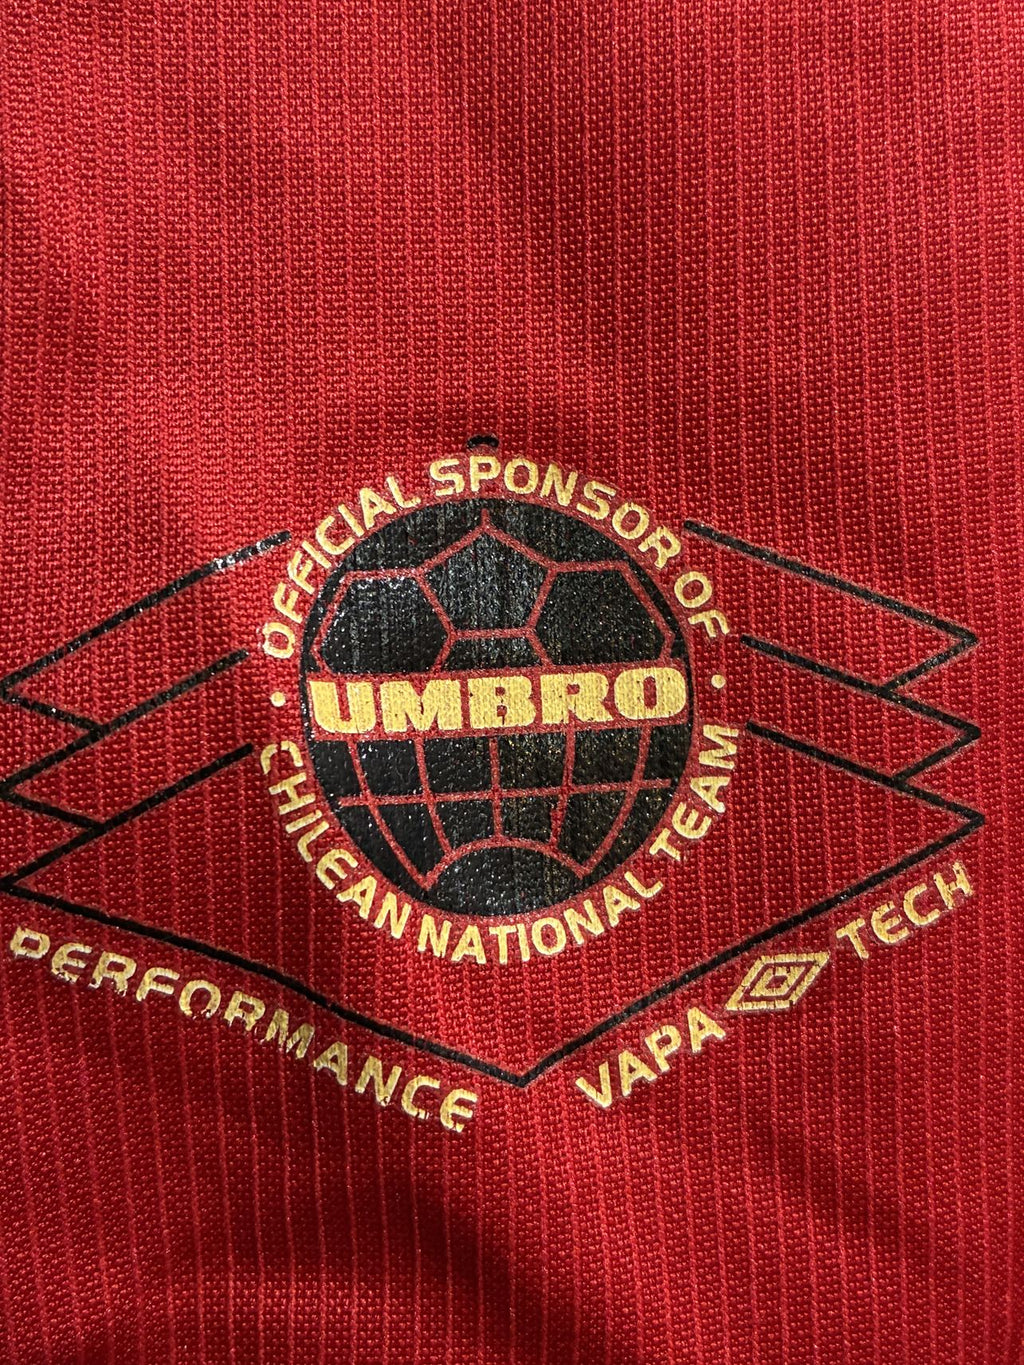 OFFICIAL SPONSOR OF
UMBRO
CHILEAN NATIONAL TEAM
PERFORMANCE
VAPA TECH